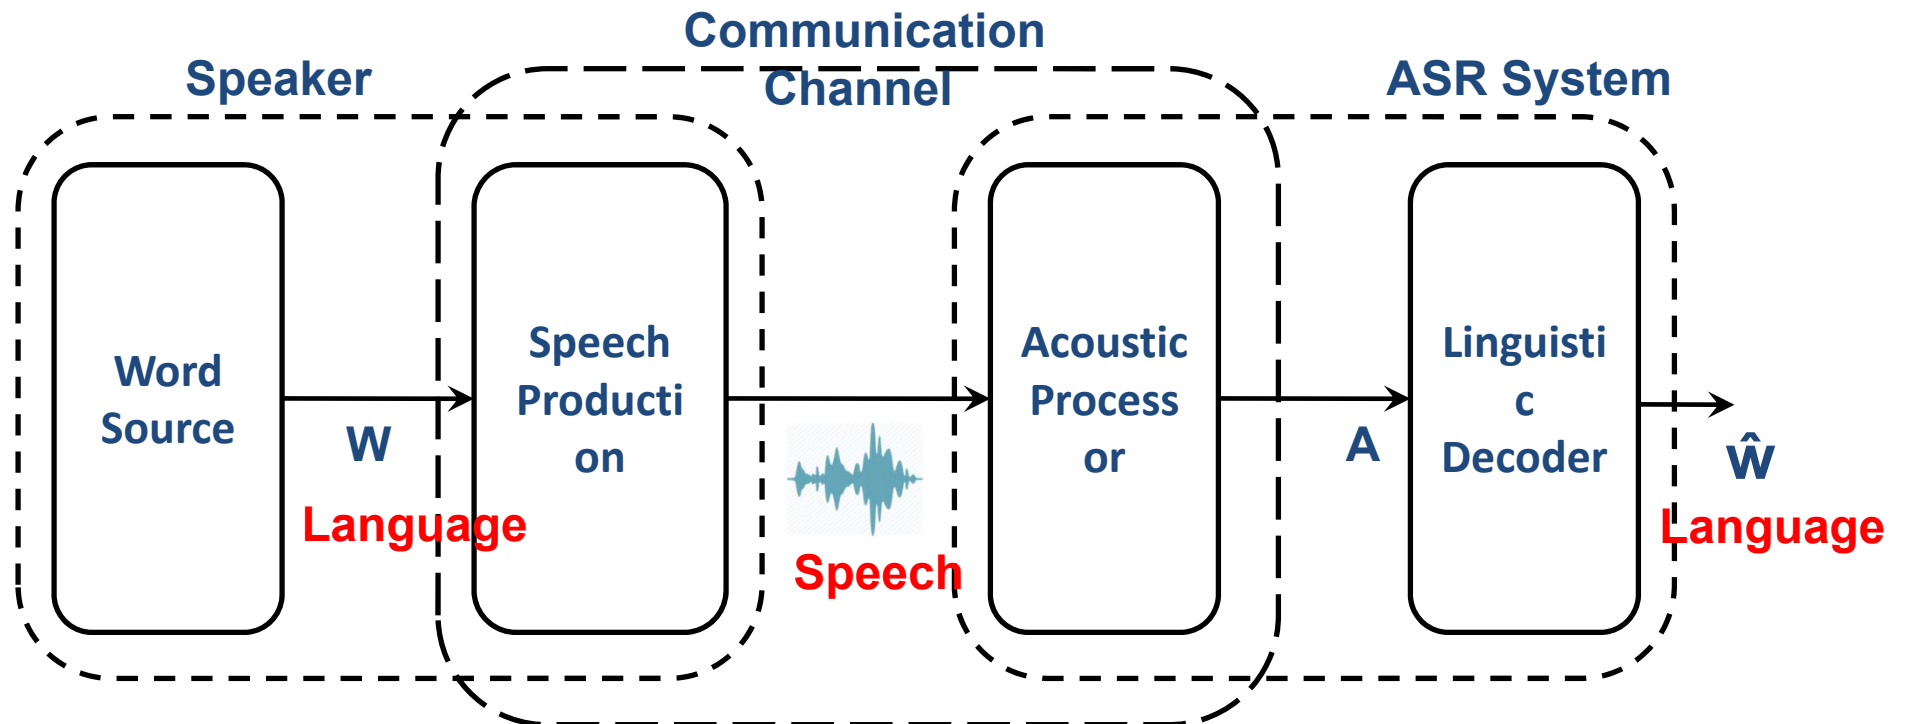 Speaker
Communication
Channel
ASR System
Word
Source
W
Language
Speech
Producti
on
Speech
Acoustic
Process
or
A
Linguisti
c
Decoder
ŵ
Language